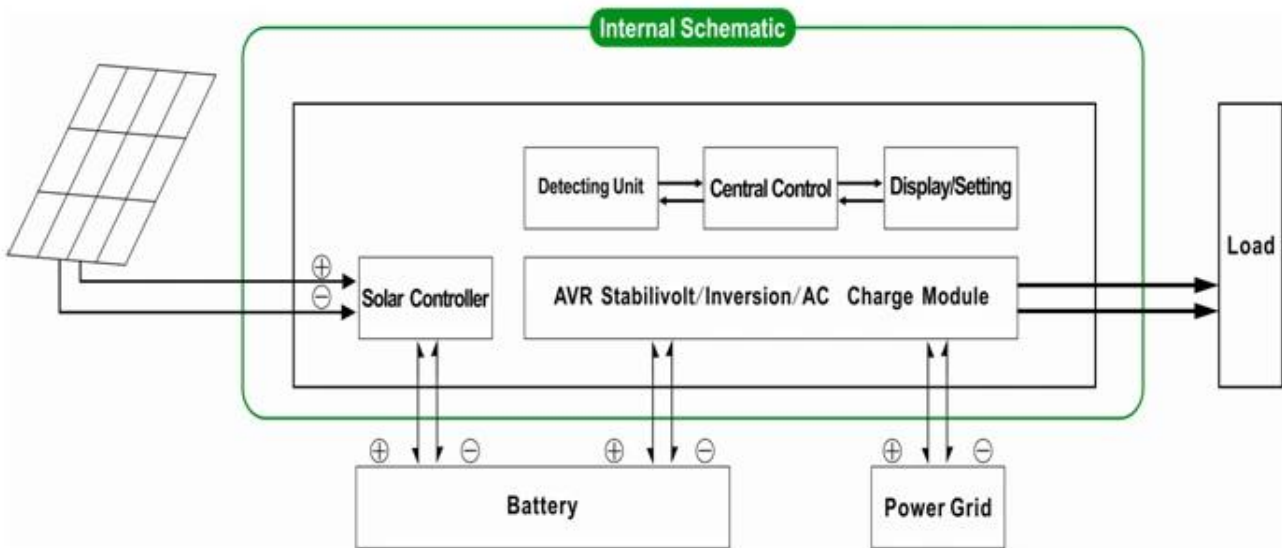 Internal Schematic
Detecting Unit
Central Control
Display/Setting
Load
⊕
⊖
Solar Controller
AVR Stabilivolt/Inversion/AC Charge Module
⊕ ⊖ ⊕ ⊖ ⊕ ⊖
Battery
Power Grid